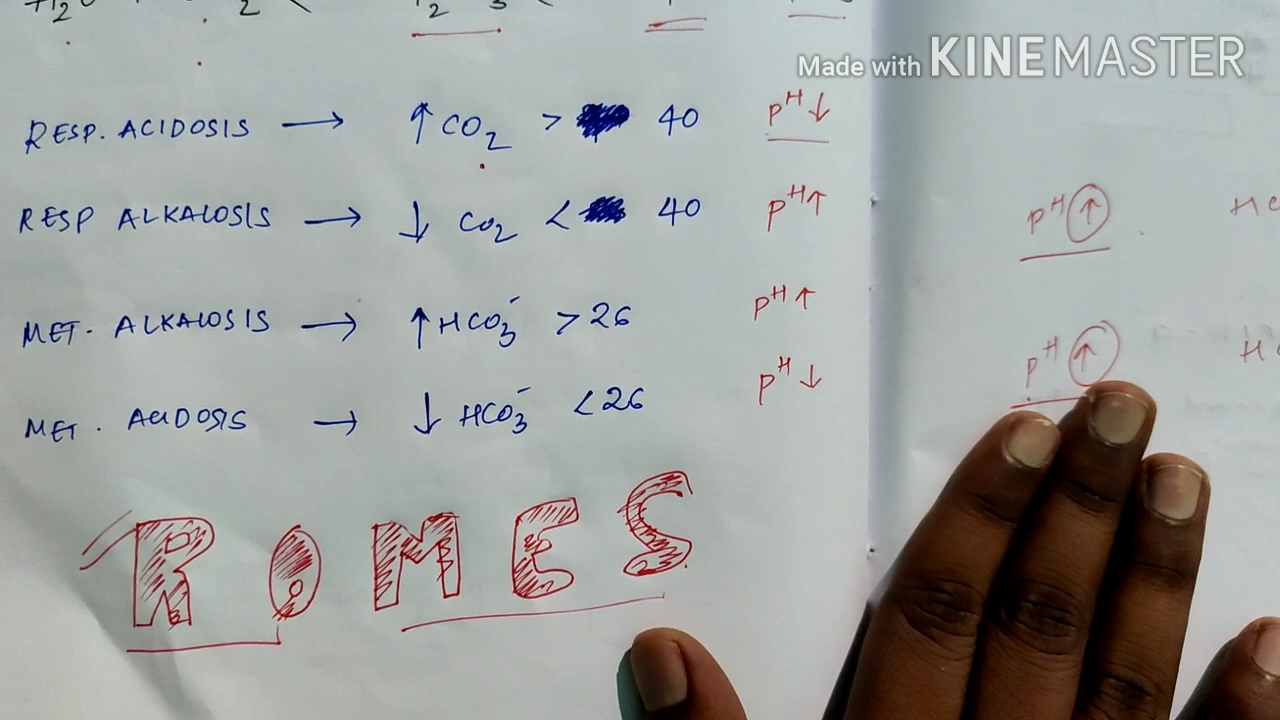 Made with KINEMASTER
RESP. ACIDOSIS → ↑ CO2 > 40 pH ↓
RESP ALKALOSIS → ↓ CO2 < 40 pH ↑
MET. ALKALOSIS → ↑ HCO3⁻ > 26 pH ↑
MET. ACIDOSIS → ↓ HCO3⁻ < 26 pH ↓
ROMES
pH ↑
pH ↑